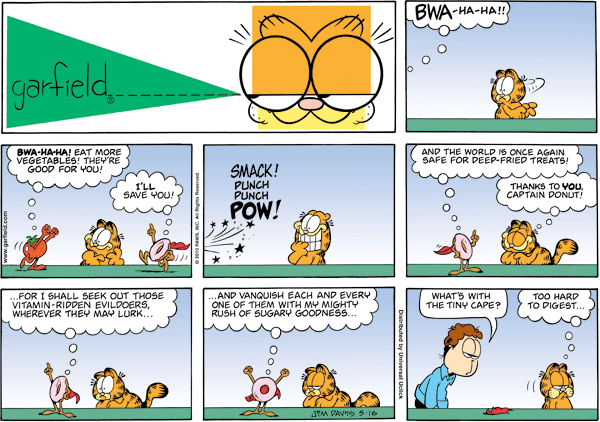 garfield®
BWA-HA-HA!!
BWA-HA-HA! EAT MORE
VEGETABLES! THEY'RE
GOOD FOR YOU!
I'LL
SAVE YOU!
www.garfield.com
© 2010 PAWS, INC. All Rights Reserved.
SMACK!
PUNCH
PUNCH
POW!
AND THE WORLD IS ONCE AGAIN
SAFE FOR DEEP-FRIED TREATS!
THANKS TO YOU,
CAPTAIN DONUT!
...FOR I SHALL SEEK OUT THOSE
VITAMIN-RIDDEN EVILDOERS,
WHEREVER THEY MAY LURK...
...AND VANQUISH EACH AND EVERY
ONE OF THEM WITH MY MIGHTY
RUSH OF SUGARY GOODNESS...
JIM DAVIS 5-16
Distributed by Universal Uclick
WHAT'S WITH
THE TINY CAPE?
TOO HARD
TO DIGEST...